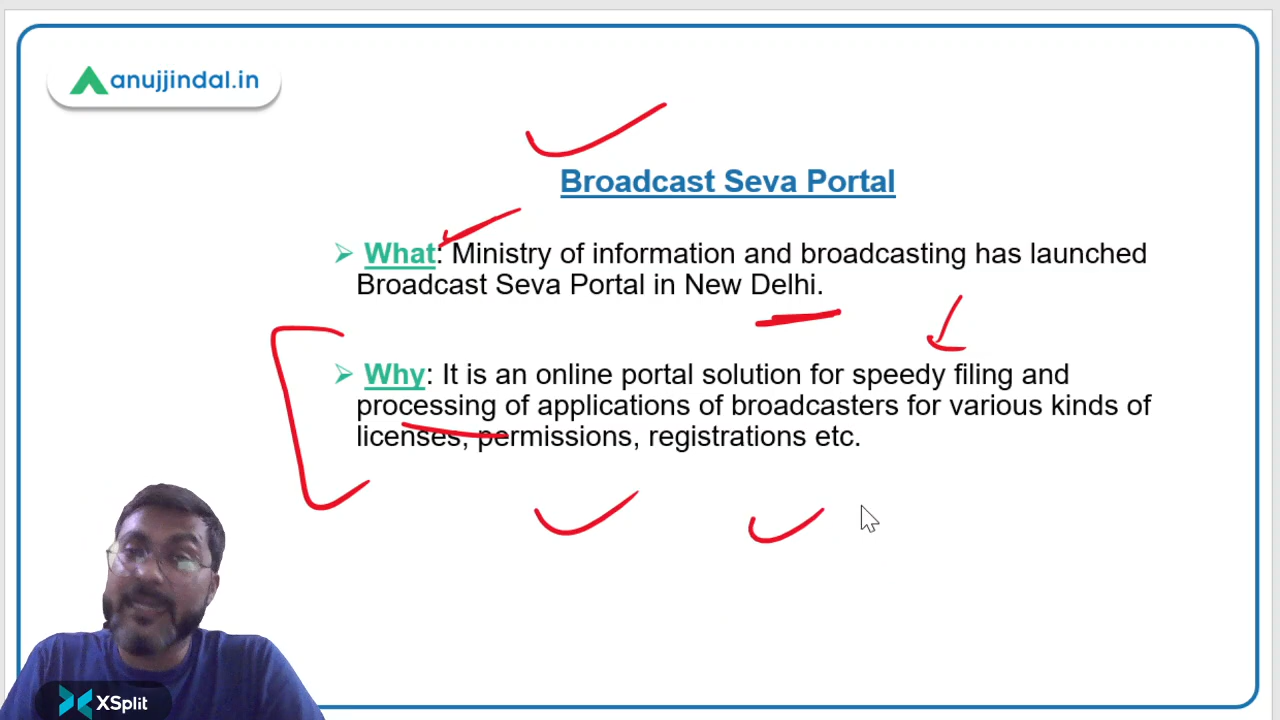 anujjindal.in
Broadcast Seva Portal
What: Ministry of information and broadcasting has launched
Broadcast Seva Portal in New Delhi.
Why: It is an online portal solution for speedy filing and
processing of applications of broadcasters for various kinds of
licenses, permissions, registrations etc.
XSplit